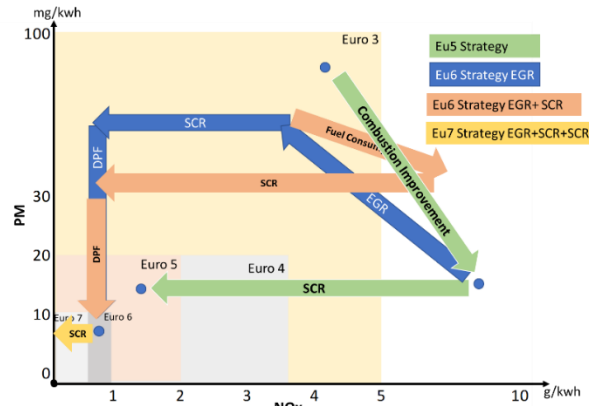 mg/kwh
100
Euro 3
Eu5 Strategy
Eu6 Strategy EGR
Eu6 Strategy EGR+ SCR
Eu7 Strategy EGR+SCR+SCR
SCR
Fuel Consum
Combustion Improvement
DPF
SCR
EGR
30
PM
20
Euro 5
Euro 4
DPF
SCR
10
Euro 7
Euro 6
SCR
0
1
2
3
4
5
10
g/kwh
NOx